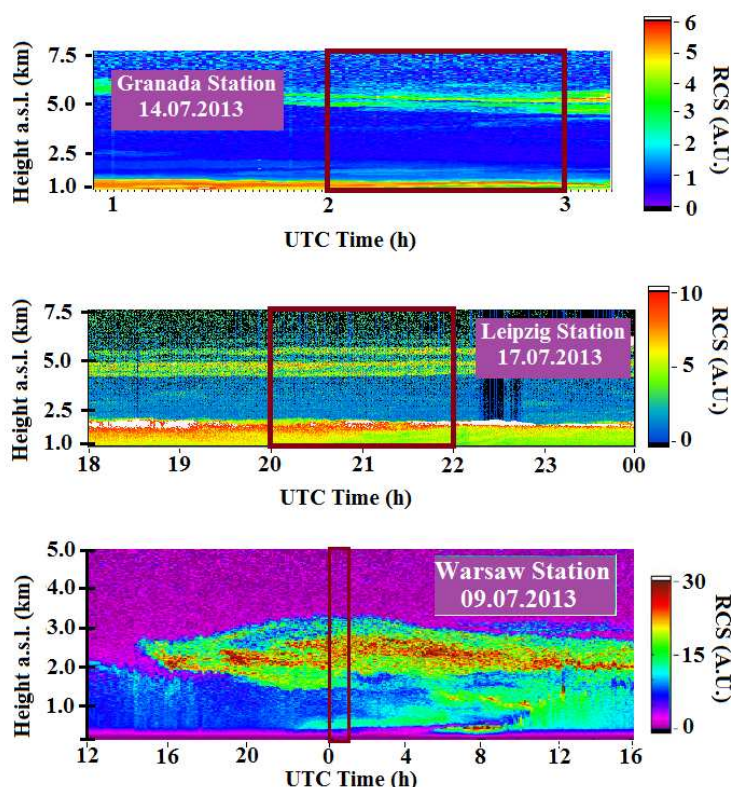 7.5
5.0
2.5
1.0
Height a.s.l. (km)
Granada Station
14.07.2013
1 2 3
UTC Time (h)
6
5
4
3
2
1
0
RCS (A.U.)
7.5
5.0
2.5
1.0
Height a.s.l. (km)
Leipzig Station
17.07.2013
18 19 20 21 22 23 00
UTC Time (h)
10
5
0
RCS (A.U.)
5.0
4.0
3.0
2.0
1.0
Height a.s.l. (km)
Warsaw Station
09.07.2013
12 16 20 0 4 8 12 16
UTC Time (h)
30
15
0
RCS (A.U.)